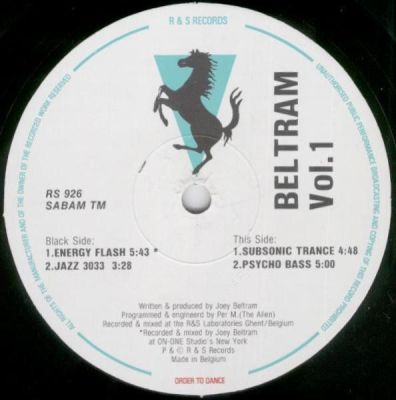 R & S RECORDS
ALL RIGHTS OF THE MANUFACTURER AND OF THE OWNER OF THE RECORDED WORK RESERVED
UNAUTHORISED PUBLIC PERFORMANCE BROADCASTING AND COPYING OF THIS RECORD PROHIBITED
BELTRAM
Vol.1
RS 926
SABAM TM
Black Side:
1.ENERGY FLASH 5:43 *
2.JAZZ 3033 3:28
This Side:
1.SUBSONIC TRANCE 4:48
2.PSYCHO BASS 5:00
Written & produced by Joey Beltram
Programmed & engineerd by Per M.(The Alien)
Recorded & mixed at the R&S Laboratories Ghent/Belgium
*Recorded & mixed by Joey Beltram
at ON-ONE Studio's New York
P & © R & S Records
Made in Belgium
ORDER TO DANCE